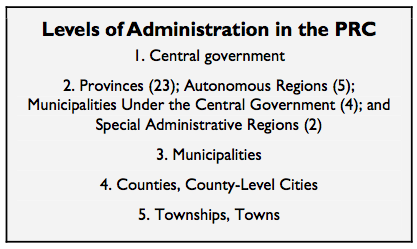 Levels of Administration in the PRC
1. Central government
2. Provinces (23); Autonomous Regions (5);
Municipalities Under the Central Government (4); and
Special Administrative Regions (2)
3. Municipalities
4. Counties, County-Level Cities
5. Townships, Towns